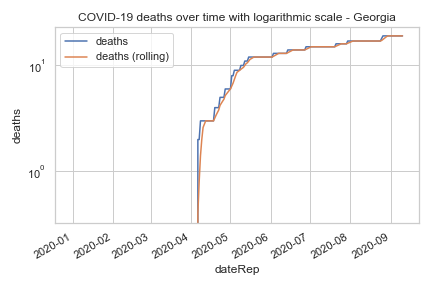 COVID-19 deaths over time with logarithmic scale - Georgia
deaths
deaths (rolling)
10¹
10⁰
deaths
2020-01
2020-02
2020-03
2020-04
2020-05
2020-06
2020-07
2020-08
2020-09
dateRep